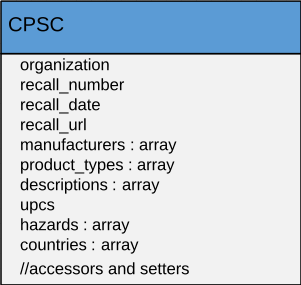 CPSC
organization
recall_number
recall_date
recall_url
manufacturers : array
product_types : array
descriptions : array
upcs
hazards : array
countries : array
//accessors and setters